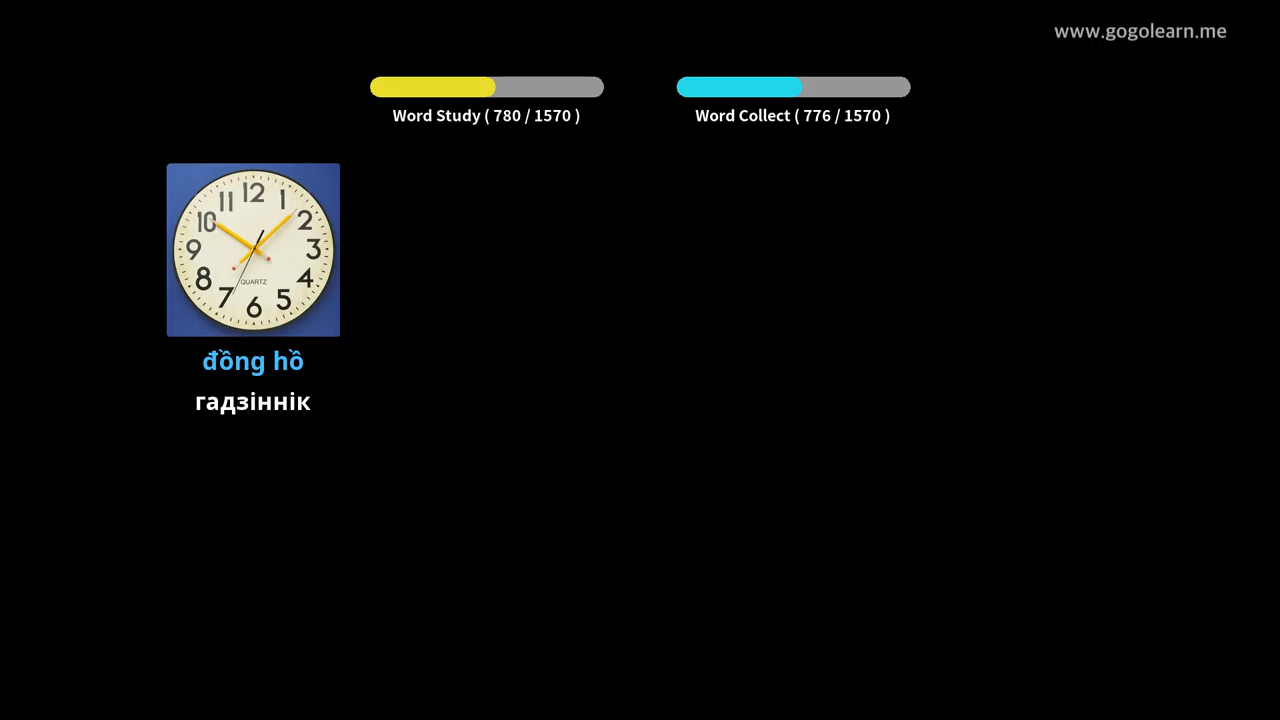 www.gogolearn.me
Word Study ( 780 / 1570 )
Word Collect ( 776 / 1570 )
12
1
2
3
4
5
6
7
8
9
10
11
QUARTZ
đồng hồ
гадзіннік